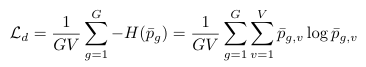 $\mathcal{L}_d = \frac{1}{GV} \sum_{g=1}^{G} -H(\bar{p}_g) = \frac{1}{GV} \sum_{g=1}^{G} \sum_{v=1}^{V} \bar{p}_{g,v} \log \bar{p}_{g,v}$